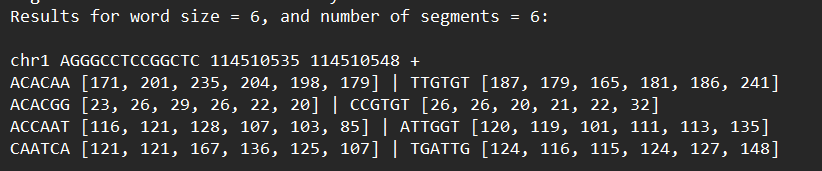 Results for word size = 6, and number of segments = 6:
chr1 AGGGCCTCCGGCTC 114510535 114510548 +
ACACAA [171, 201, 235, 204, 198, 179] | TTGTGT [187, 179, 165, 181, 186, 241]
ACACGG [23, 26, 29, 26, 22, 20] | CCGTGT [26, 26, 20, 21, 22, 32]
ACCAAT [116, 121, 128, 107, 103, 85] | ATTGGT [120, 119, 101, 111, 113, 135]
CAATCA [121, 121, 167, 136, 125, 107] | TGATTG [124, 116, 115, 124, 127, 148]